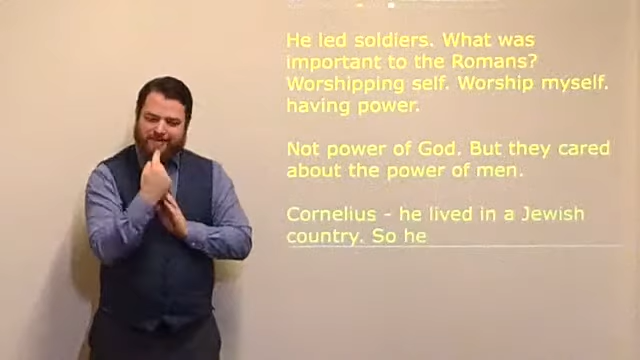 He led soldiers. What was
important to the Romans?
Worshipping self. Worship myself.
having power.
Not power of God. But they cared
about the power of men.
Cornelius - he lived in a Jewish
country. So he